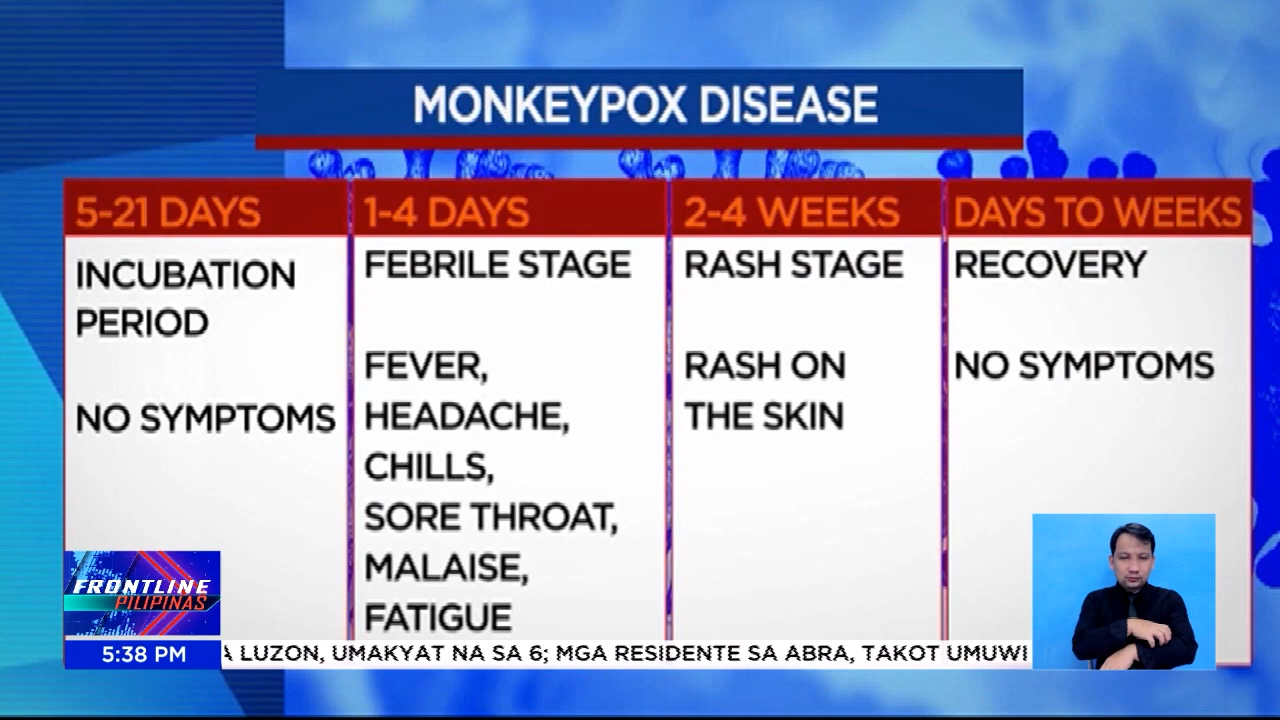 MONKEYPOX DISEASE
5-21 DAYS
INCUBATION
PERIOD
NO SYMPTOMS
1-4 DAYS
FEBRILE STAGE
FEVER,
HEADACHE,
CHILLS,
SORE THROAT,
MALAISE,
FATIGUE
2-4 WEEKS
RASH STAGE
RASH ON
THE SKIN
DAYS TO WEEKS
RECOVERY
NO SYMPTOMS
FRONTLINE
PILIPINAS
5:38 PM
LUZON, UMAKYAT NA SA 6; MGA RESIDENTE SA ABRA, TAKOT UMUWI